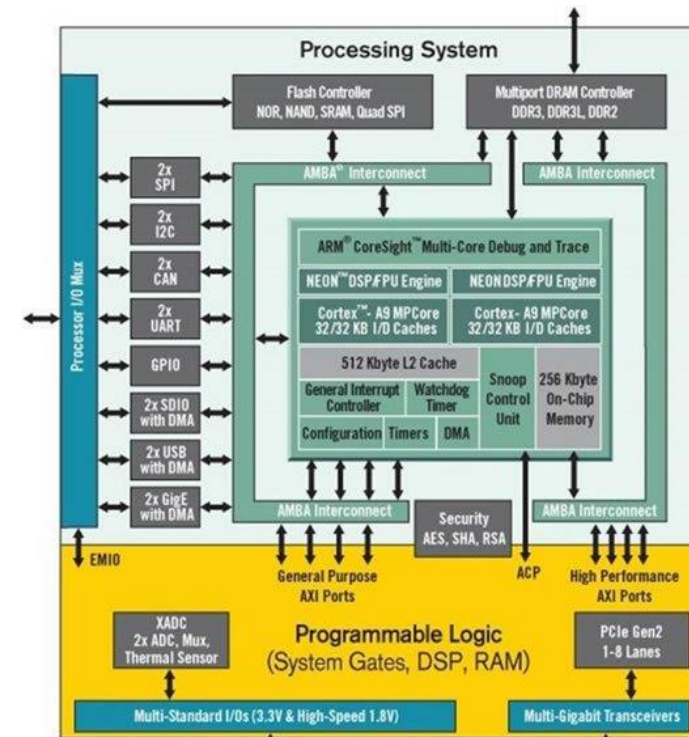 Processing System
Flash Controller
NOR, NAND, SRAM, Quad SPI
Multiport DRAM Controller
DDR3, DDR3L, DDR2
AMBA® Interconnect
AMBA Interconnect
Processor I/O Mux
2x
SPI
2x
I2C
2x
CAN
2x
UART
GPIO
2x SDIO
with DMA
2x USB
with DMA
2x GigE
with DMA
ARM® CoreSight™ Multi-Core Debug and Trace
NEON™ DSP/FPU Engine
NEON DSP/FPU Engine
Cortex™- A9 MPCore
32/32 KB I/D Caches
Cortex- A9 MPCore
32/32 KB I/D Caches
512 Kbyte L2 Cache
General Interrupt
Controller
Watchdog
Timer
Configuration
Timers
DMA
Snoop
Control
Unit
256 Kbyte
On-Chip
Memory
AMBA Interconnect
Security
AES, SHA, RSA
AMBA Interconnect
EMIO
General Purpose
AXI Ports
ACP
High Performance
AXI Ports
XADC
2x ADC, Mux,
Thermal Sensor
Programmable Logic
(System Gates, DSP, RAM)
PCIe Gen2
1-8 Lanes
Multi-Standard I/Os (3.3V & High-Speed 1.8V)
Multi-Gigabit Transceivers